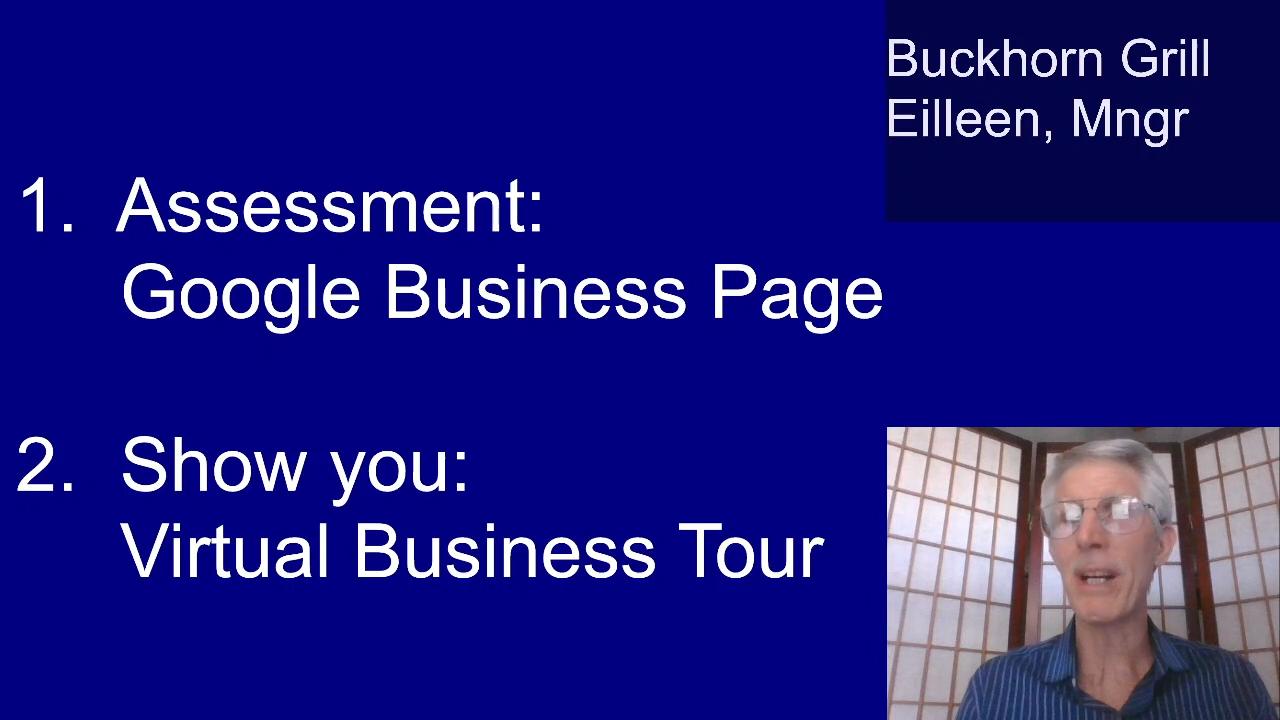 Buckhorn Grill
Eilleen, Mngr
1. Assessment:
Google Business Page
2. Show you:
Virtual Business Tour